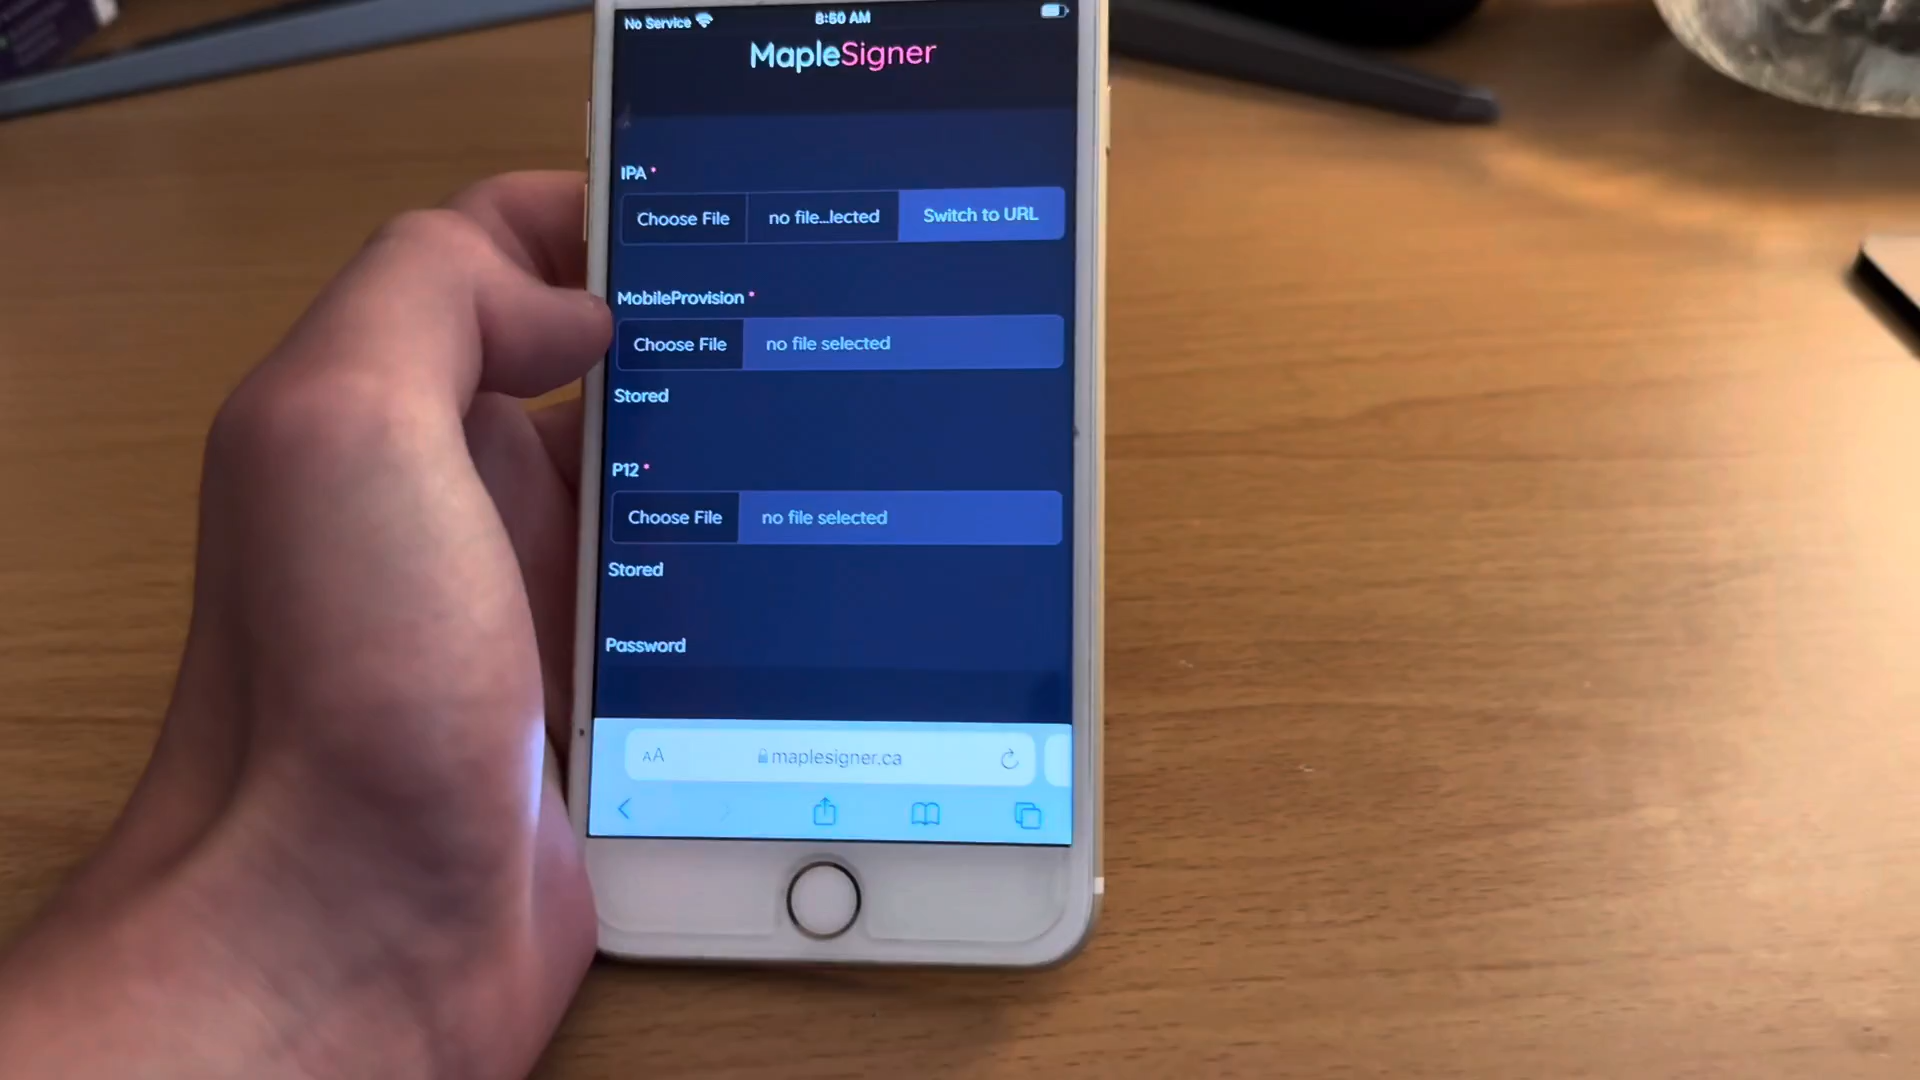 No Service
8:50 AM
MapleSigner
IPA *
Choose File
no file...lected
Switch to URL
MobileProvision *
Choose File
no file selected
Stored
P12 *
Choose File
no file selected
Stored
Password
AA
maplesigner.ca